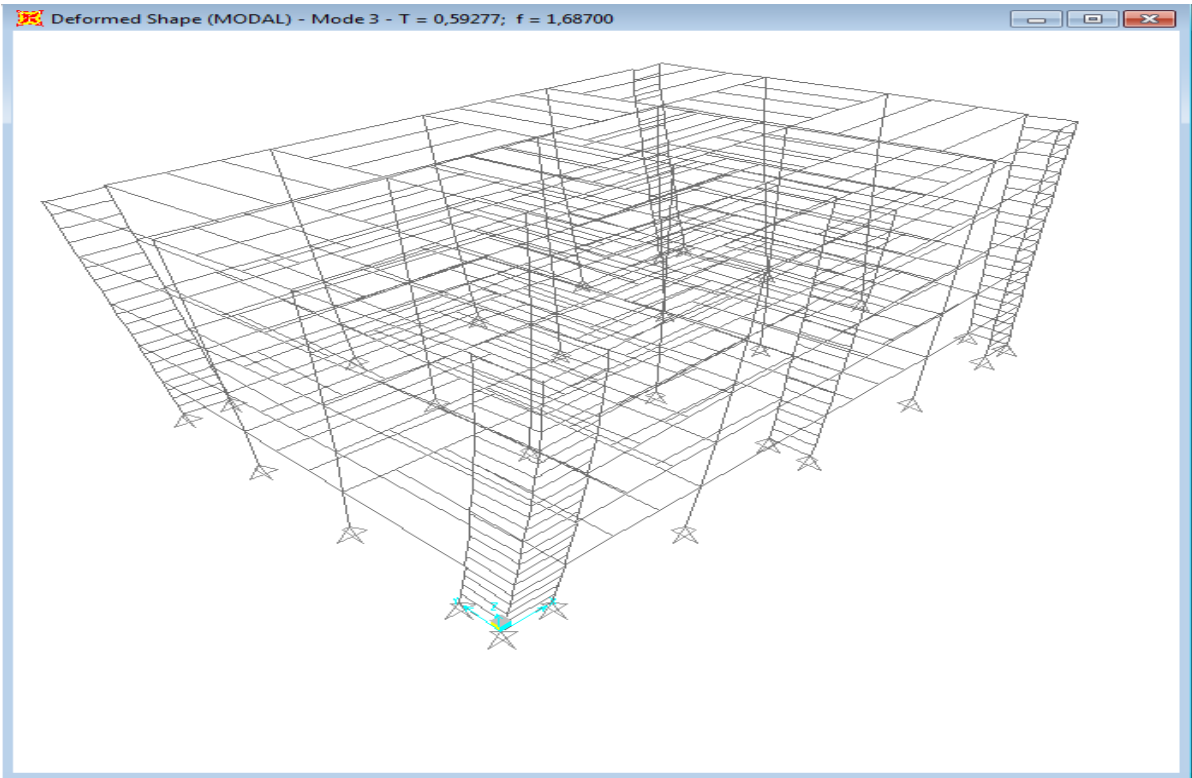 Deformed Shape (MODAL) - Mode 3 - T = 0,59277; f = 1,68700
Z